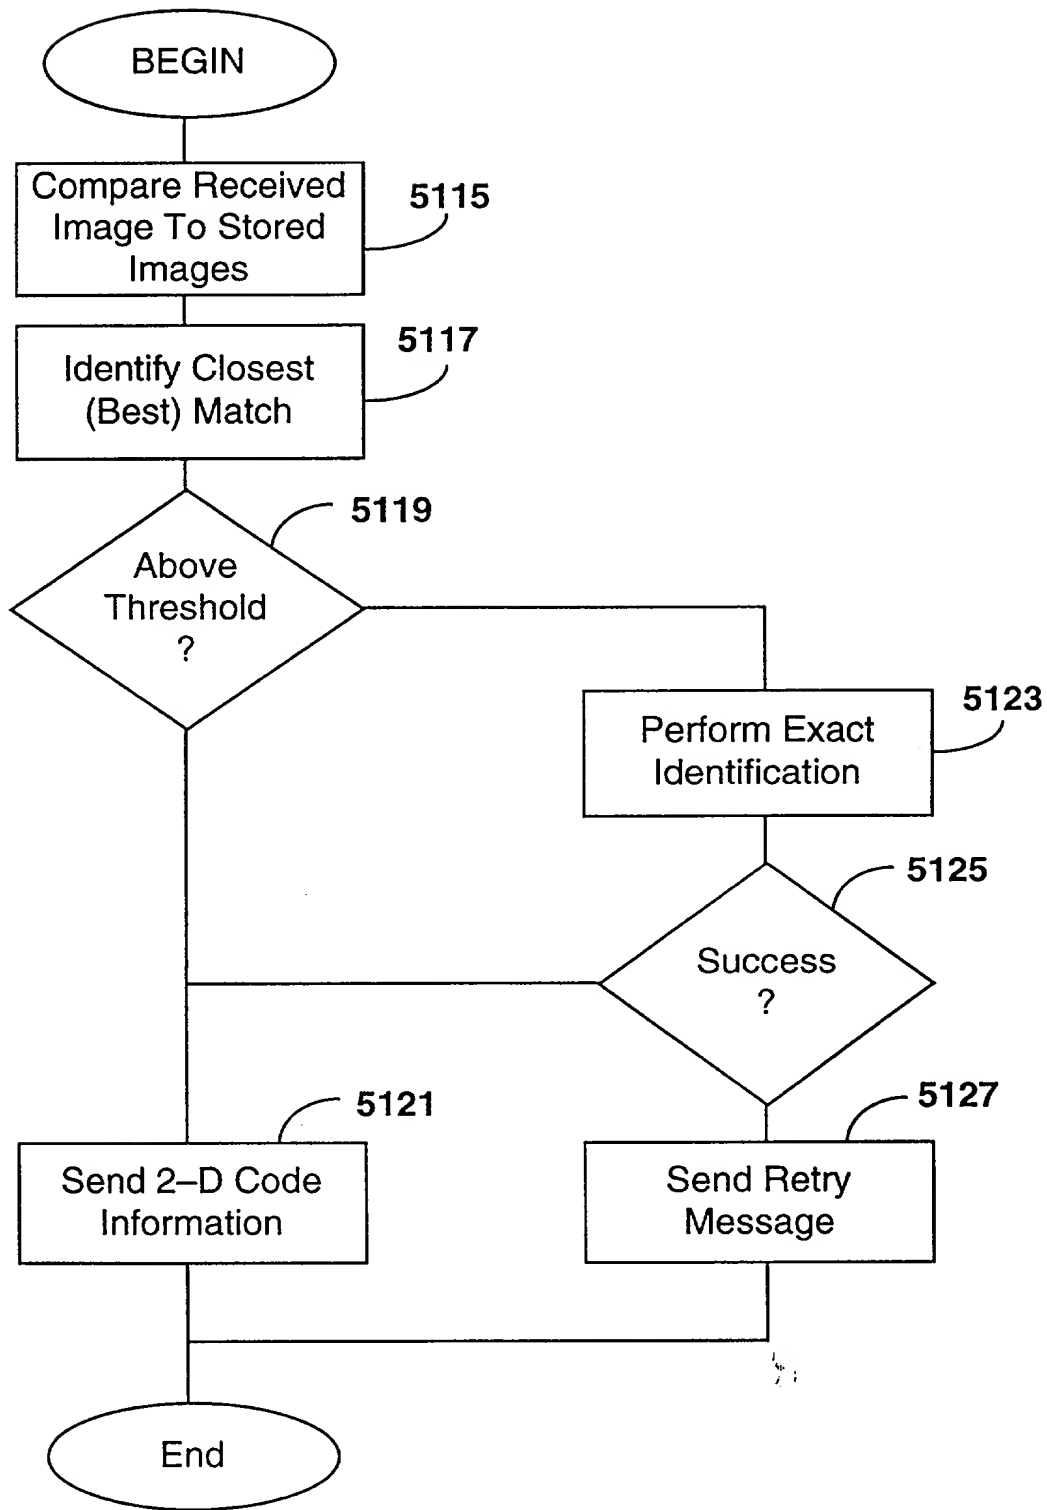 BEGIN
Compare Received
Image To Stored
Images
5115
Identify Closest
(Best) Match
5117
Above
Threshold
?
5119
Perform Exact
Identification
5123
Success
?
5125
Send 2–D Code
Information
5121
Send Retry
Message
5127
End